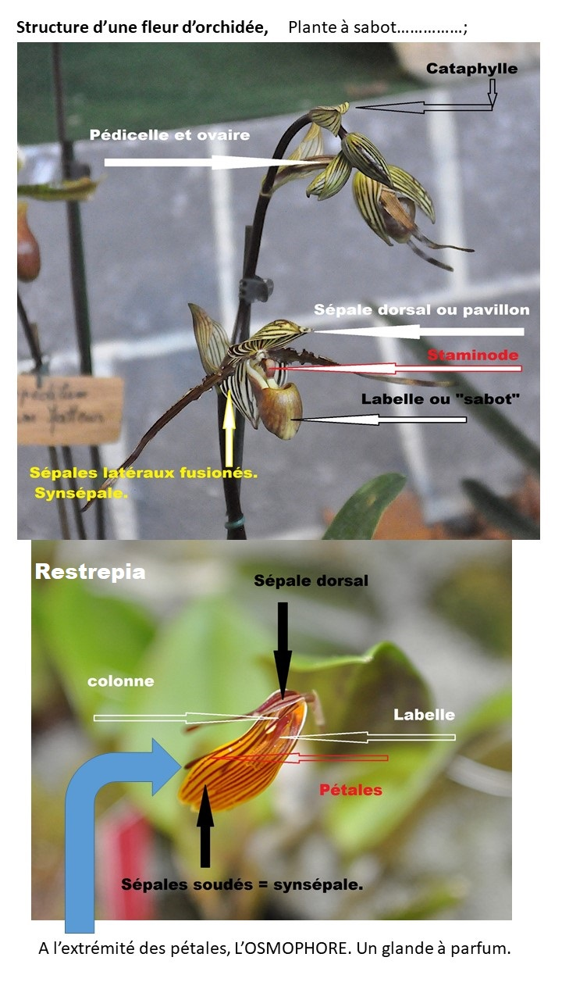 Structure d’une fleur d’orchidée, Plante à sabot……………;
Cataphylle
Pédicelle et ovaire
Sépale dorsal ou pavillon
Staminode
Labelle ou "sabot"
Sépales latéraux fusionés.
Synsépale.
Restrepia
Sépale dorsal
colonne
Labelle
Pétales
Sépales soudés = synsépale.
A l’extrémité des pétales, L’OSMOPHORE. Un glande à parfum.